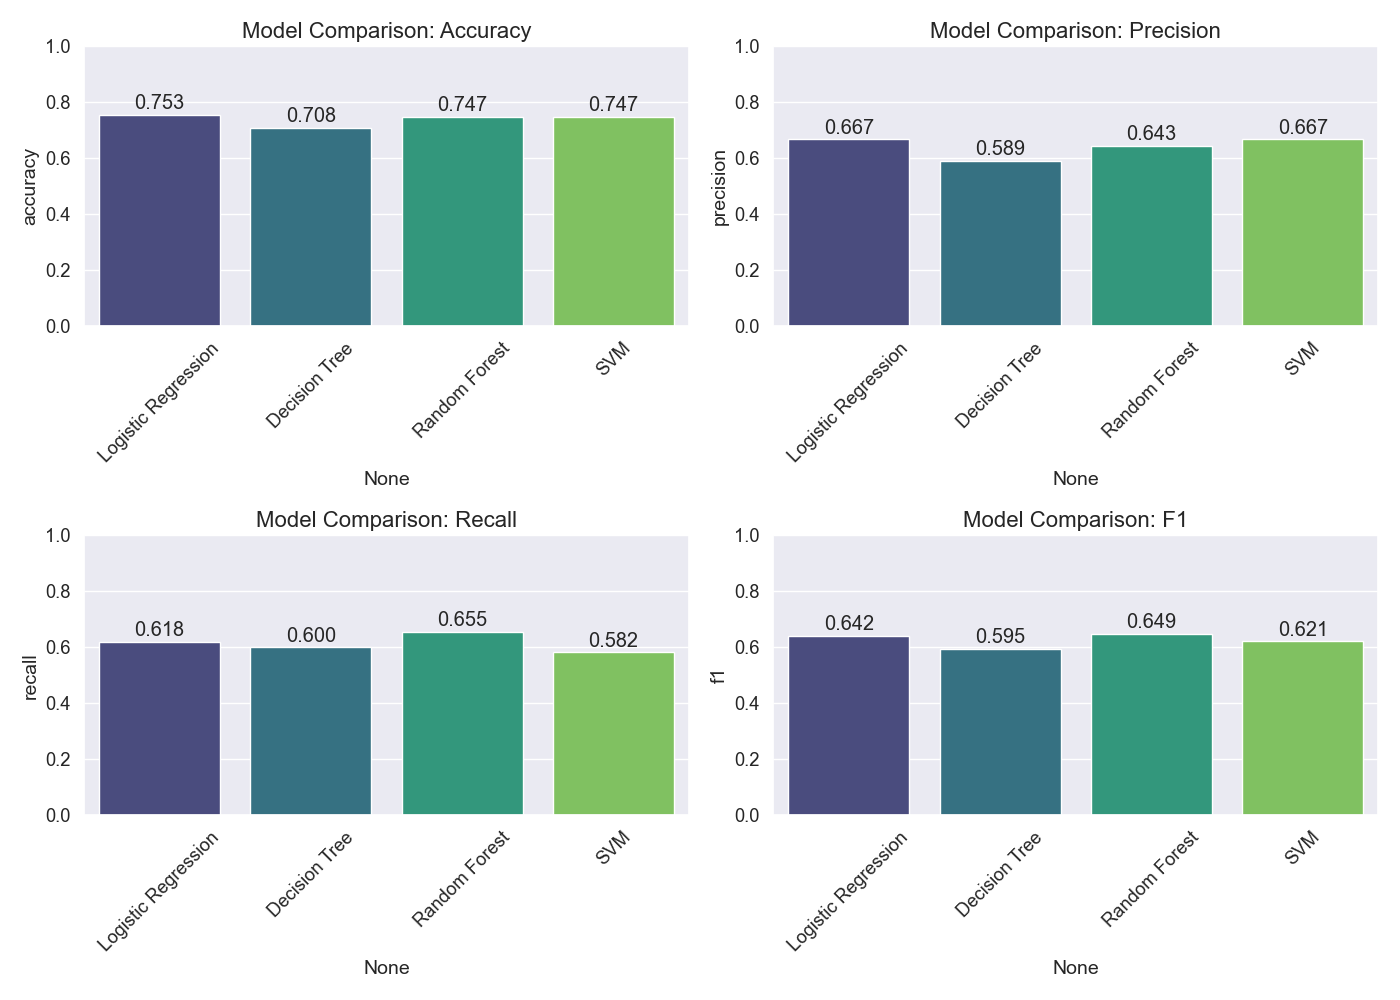 Model Comparison: Accuracy
1.0
0.8
0.6
0.4
0.2
0.0
accuracy
0.753
0.708
0.747
0.747
Logistic Regression
Decision Tree
Random Forest
SVM
None
Model Comparison: Precision
1.0
0.8
0.6
0.4
0.2
0.0
precision
0.667
0.589
0.643
0.667
Logistic Regression
Decision Tree
Random Forest
SVM
None
Model Comparison: Recall
1.0
0.8
0.6
0.4
0.2
0.0
recall
0.618
0.600
0.655
0.582
Logistic Regression
Decision Tree
Random Forest
SVM
None
Model Comparison: F1
1.0
0.8
0.6
0.4
0.2
0.0
f1
0.642
0.595
0.649
0.621
Logistic Regression
Decision Tree
Random Forest
SVM
None